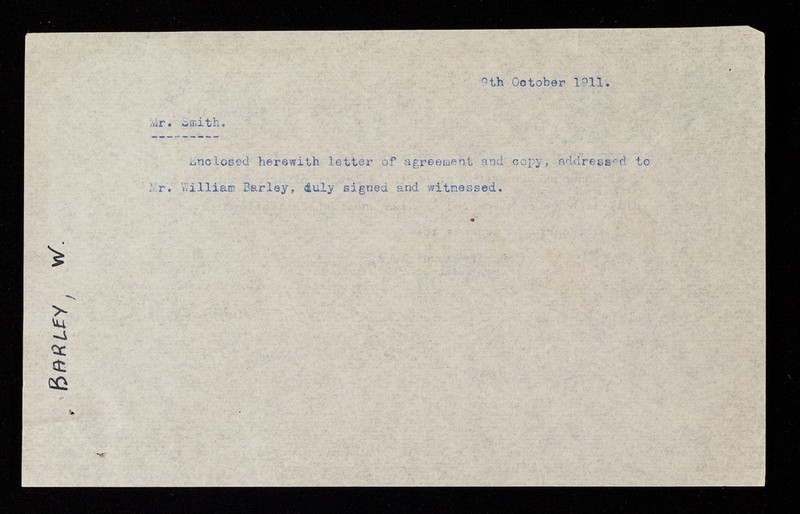 9th October 1911.
Mr. Smith.
Enclosed herewith letter of agreement and copy, addressed to
Mr. William Barley, duly signed and witnessed.
BARLEY, W.